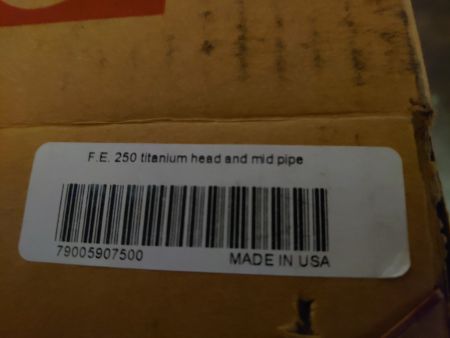 F.E. 250 titanium head and mid pipe
79005907500 MADE IN USA